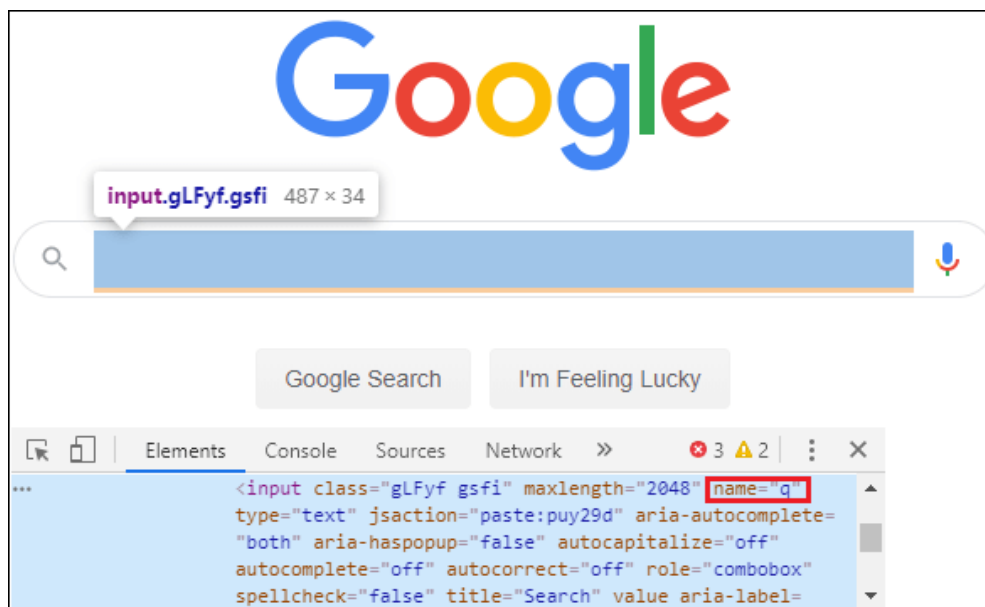 Google
input.gLFyf.gsfi 487 × 34
Google Search I'm Feeling Lucky
Elements Console Sources Network » 3 2
... <input class="gLFyf gsfi" maxlength="2048" name="q"
type="text" jsaction="paste:puy29d" aria-autocomplete=
"both" aria-haspopup="false" autocapitalize="off"
autocomplete="off" autocorrect="off" role="combobox"
spellcheck="false" title="Search" value aria-label=